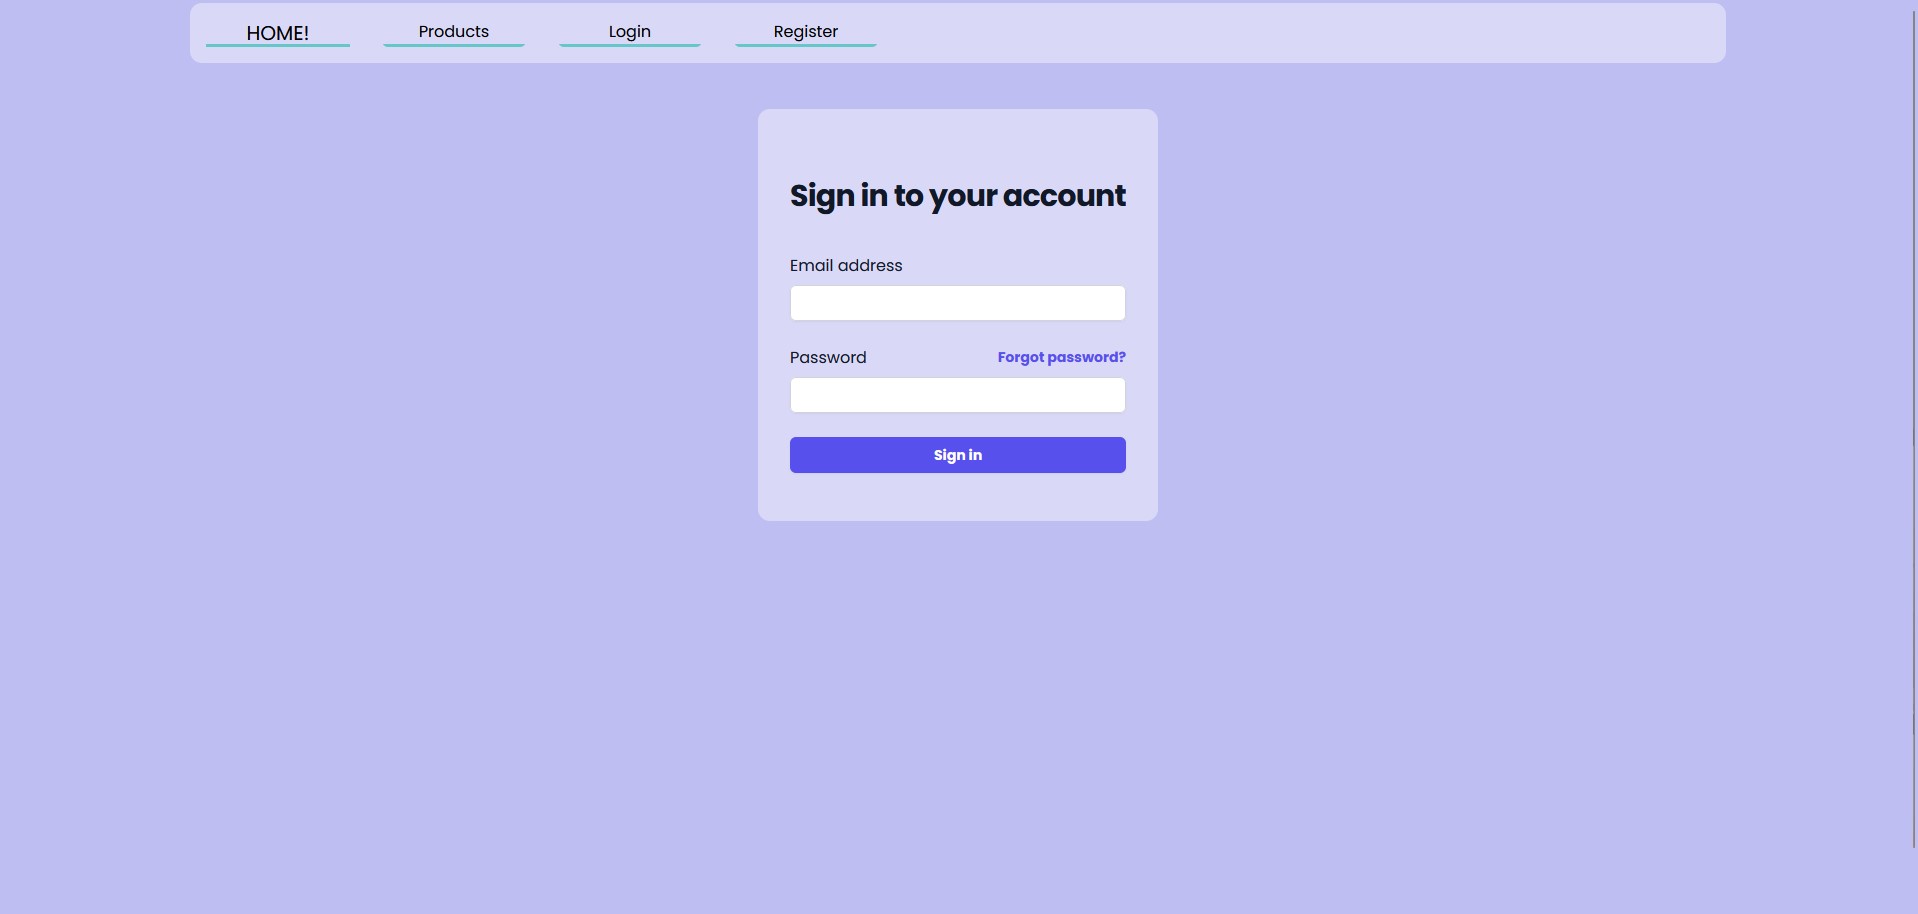 HOME!
Products
Login
Register
Sign in to your account
Email address
Password
Forgot password?
Sign in